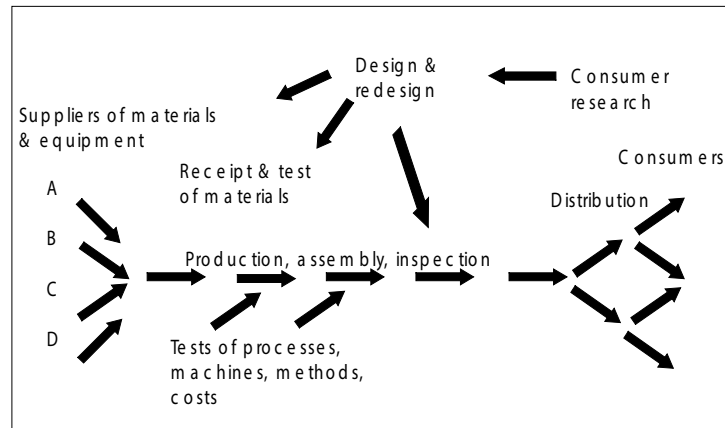 Design &
redesign
Consumer
research
Suppliers of materials
& equipment
Consumers
Receipt & test
of materials
A
Distribution
B
Production, assembly, inspection
C
D
Tests of processes,
machines, methods,
costs